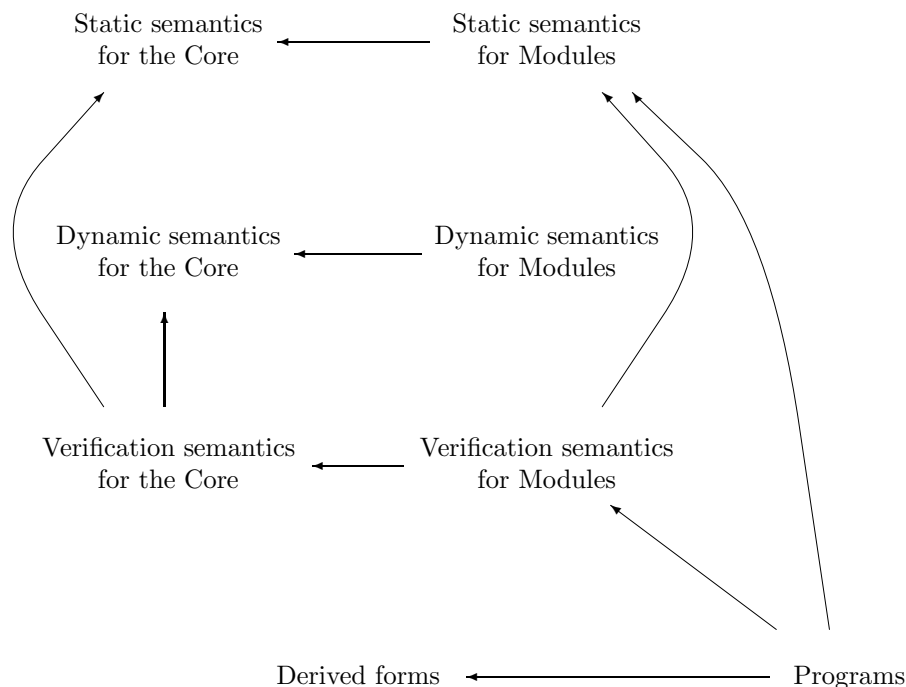 Static semantics
for the Core
Static semantics
for Modules
Dynamic semantics
for the Core
Dynamic semantics
for Modules
Verification semantics
for the Core
Verification semantics
for Modules
Derived forms
Programs